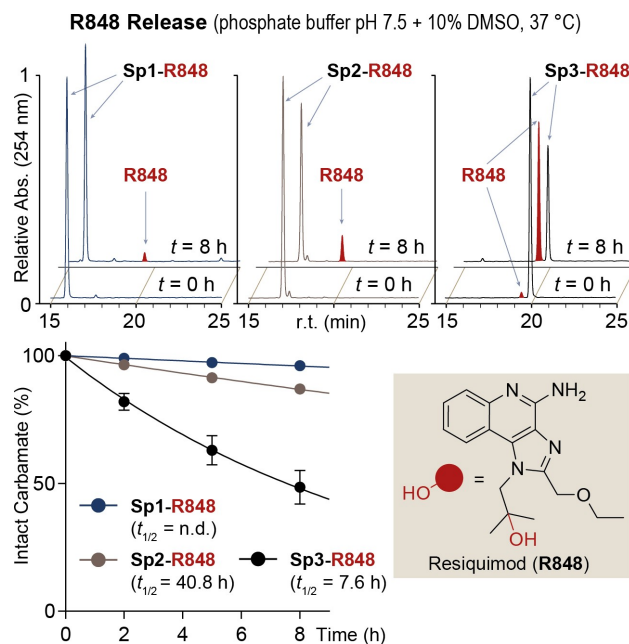 R848 Release (phosphate buffer pH 7.5 + 10% DMSO, 37 °C)
Relative Abs. (254 nm)
1
0
Sp1-R848
R848
t = 8 h
t = 0 h
15 20 25
Sp2-R848
R848
t = 8 h
t = 0 h
15 20 25
r.t. (min)
Sp3-R848
R848
t = 8 h
t = 0 h
15 20 25
Intact Carbamate (%)
100
50
0
0 2 4 6 8 Time (h)
Sp1-R848
(t1/2 = n.d.)
Sp2-R848
(t1/2 = 40.8 h)
Sp3-R848
(t1/2 = 7.6 h)
HO
=
N
NH2
N
N
O
OH
Resiquimod (R848)